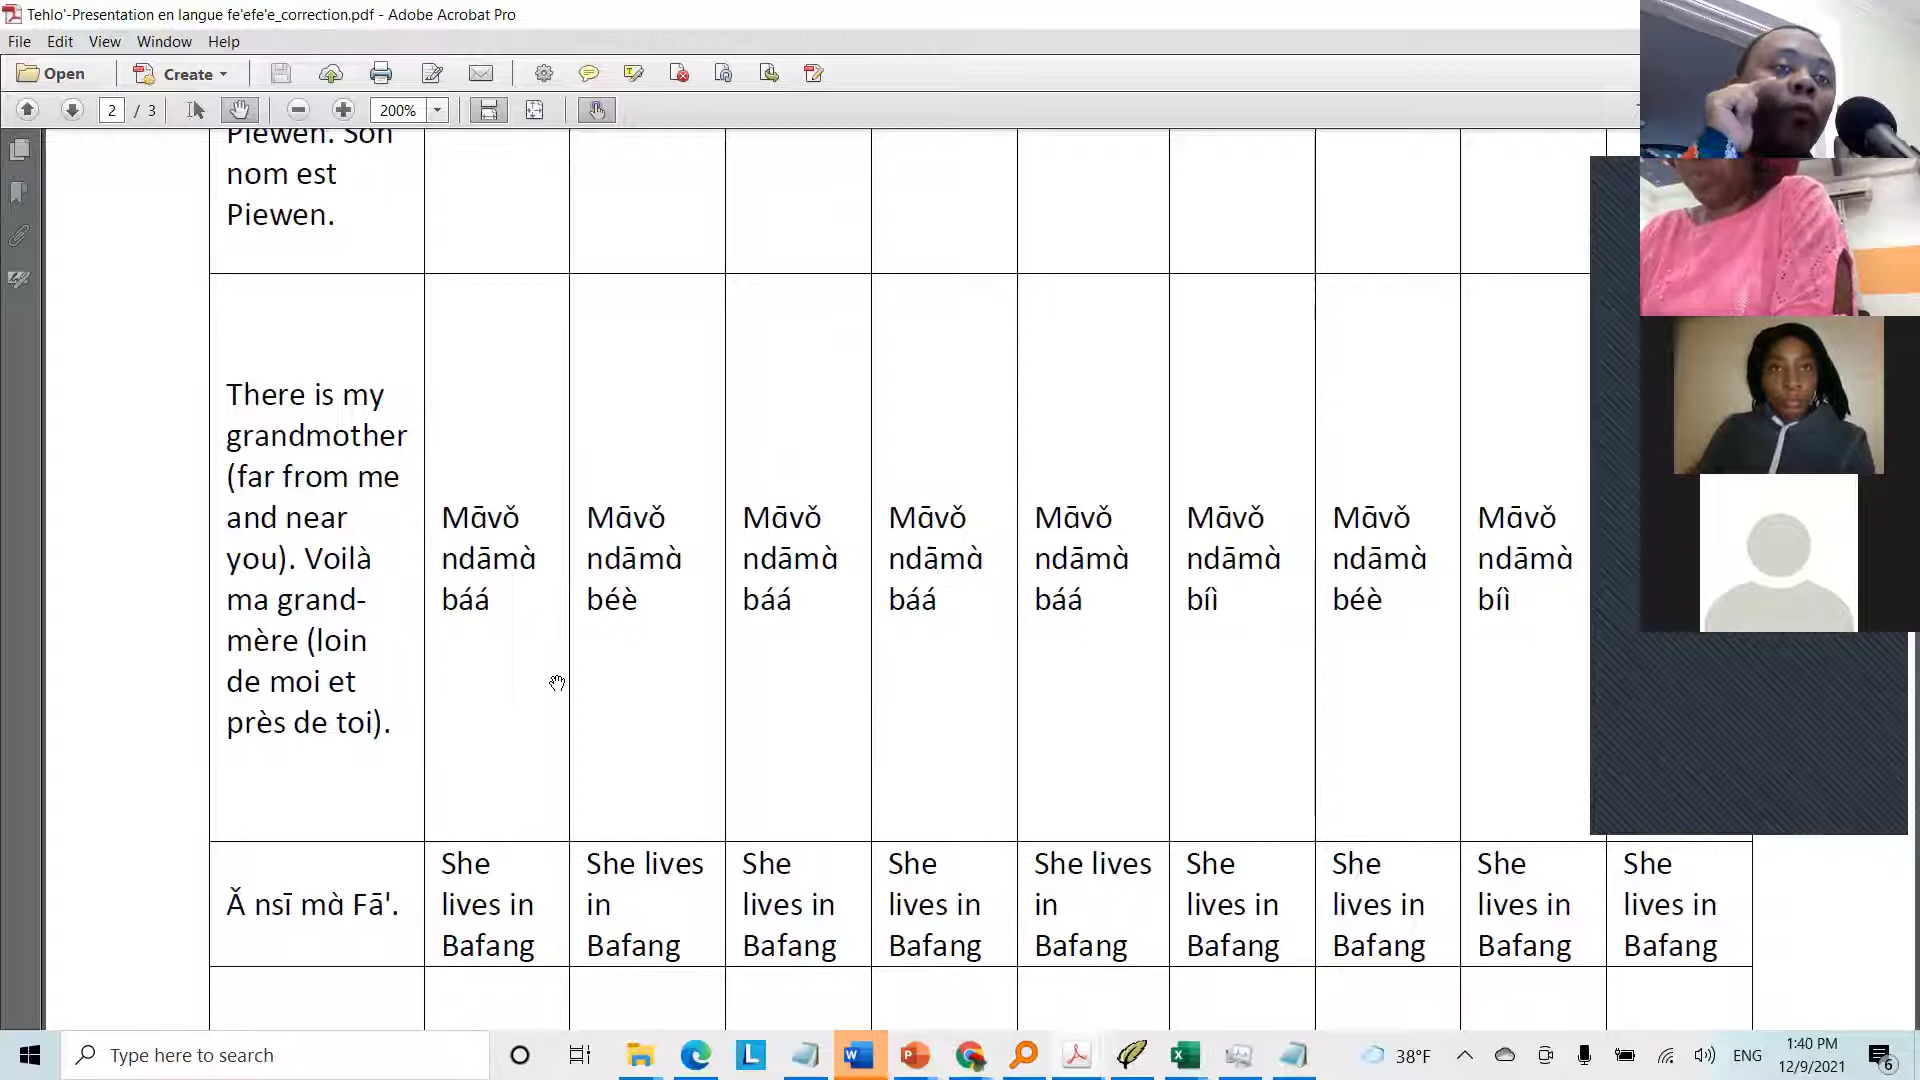 Tehlo'-Presentation en langue fe'efe'e_correction.pdf - Adobe Acrobat Pro
File Edit View Window Help
Open Create
2 / 3 200%
Piewen. Son
nom est
Piewen.
There is my
grandmother
(far from me
and near
you). Voilà
ma grand-
mère (loin
de moi et
près de toi).
Māvǒ
ndāmà
báá
Māvǒ
ndāmà
béè
Māvǒ
ndāmà
báá
Māvǒ
ndāmà
báá
Māvǒ
ndāmà
báá
Māvǒ
ndāmà
bíì
Māvǒ
ndāmà
béè
Māvǒ
ndāmà
bíì
Ǎ nsī mà Fā'.
She
lives in
Bafang
She lives
in
Bafang
She
lives in
Bafang
She
lives in
Bafang
She lives
in
Bafang
She
lives in
Bafang
She
lives in
Bafang
She
lives in
Bafang
She
lives in
Bafang
Type here to search
38°F
ENG
1:40 PM
12/9/2021
6